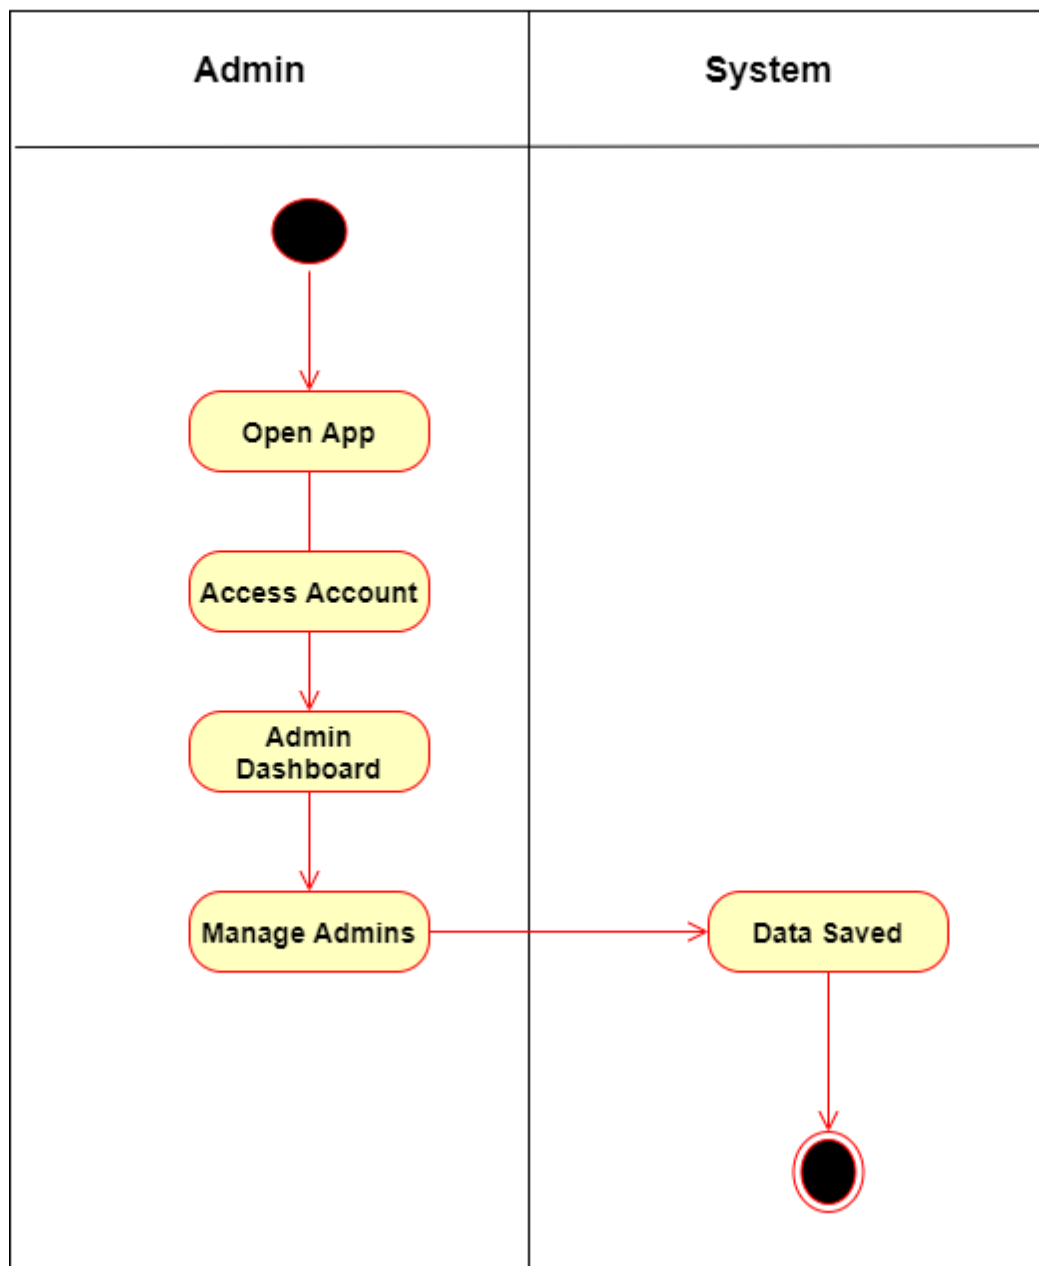 Admin
System
Open App
Access Account
Admin
Dashboard
Manage Admins
Data Saved